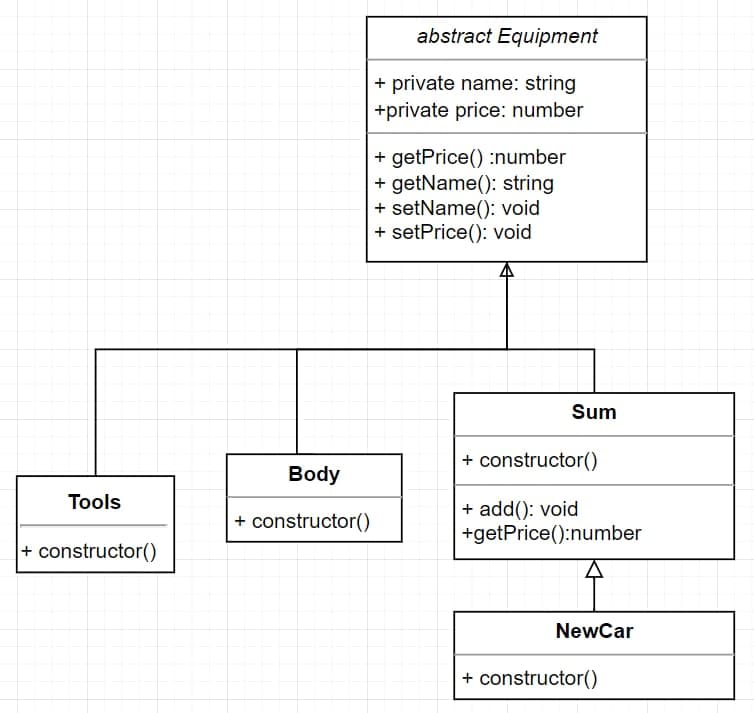 abstract Equipment
+ private name: string
+private price: number
+ getPrice() :number
+ getName(): string
+ setName(): void
+ setPrice(): void
Tools
+ constructor()
Body
+ constructor()
Sum
+ constructor()
+ add(): void
+getPrice():number
NewCar
+ constructor()